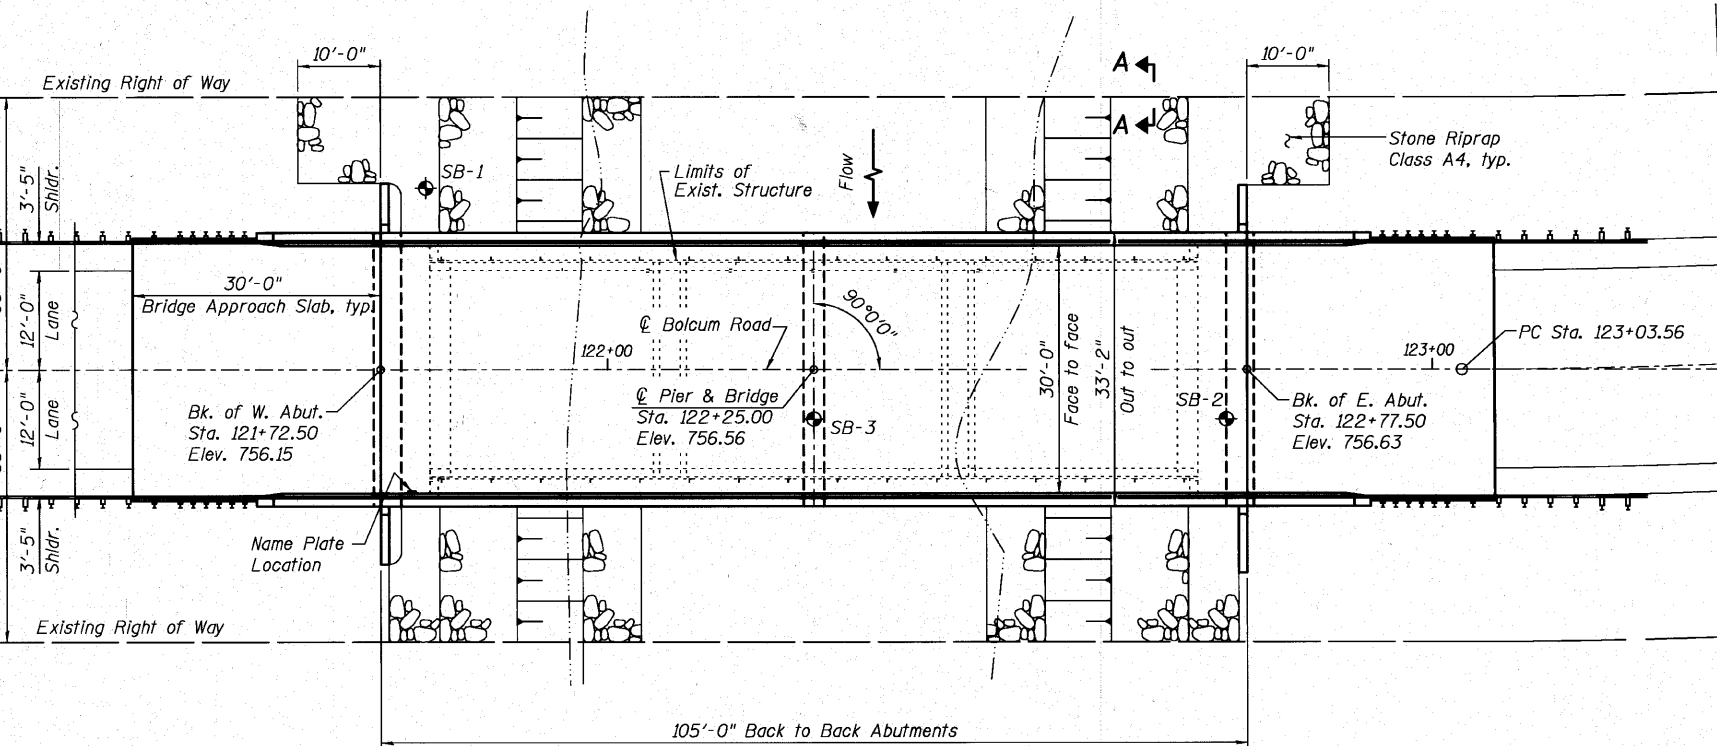 10'-0"
A
10'-0"
Existing Right of Way
A
Stone Riprap
Class A4, typ.
3'-5"
Shldr.
SB-1
Limits of
Exist. Structure
Flow
30'-0"
Bridge Approach Slab, typ.
12'-0"
Lane
℄ Bolcum Road
90°0'0"
122+00
30'-0"
Face to face
33'-2"
Out to out
123+00
PC Sta. 123+03.56
12'-0"
Lane
Bk. of W. Abut.
Sta. 121+72.50
Elev. 756.15
℄ Pier & Bridge
Sta. 122+25.00
Elev. 756.56
SB-3
SB-2
Bk. of E. Abut.
Sta. 122+77.50
Elev. 756.63
3'-5"
Shldr.
Name Plate
Location
Existing Right of Way
105'-0" Back to Back Abutments